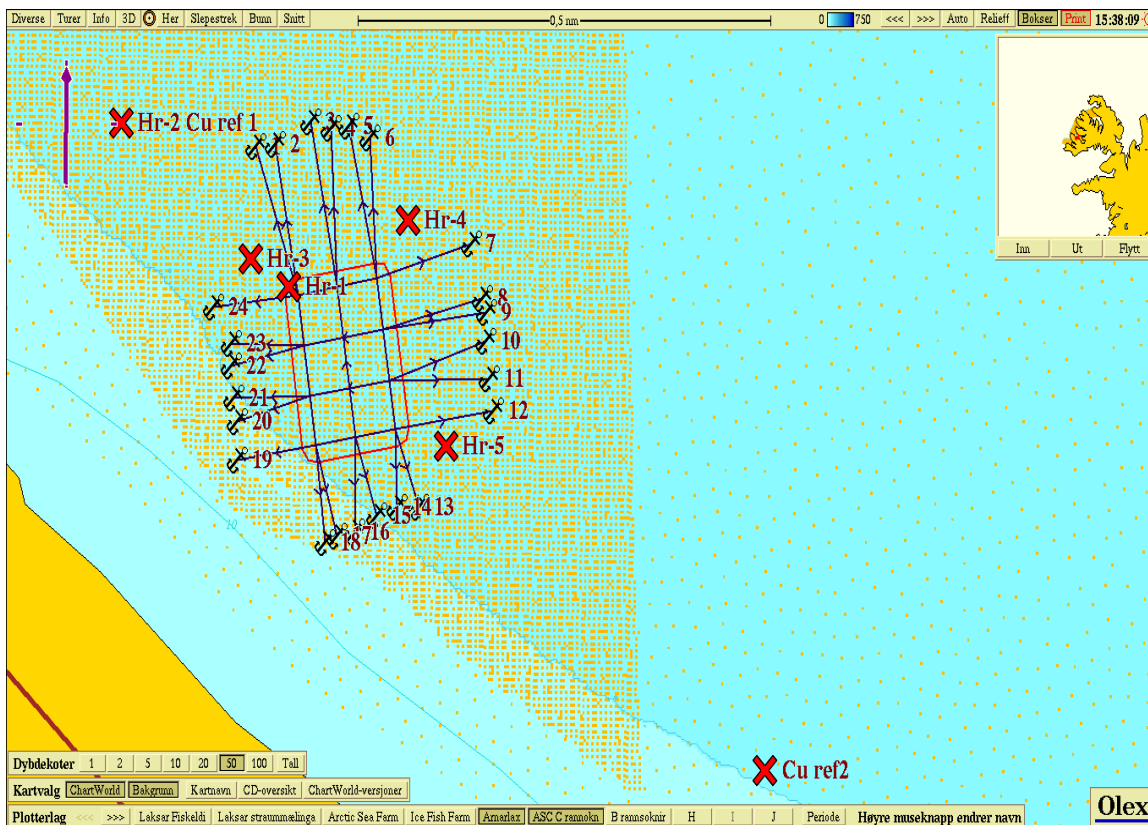 Diverse Turer Info 3D Her Slepestrek Bunn Snitt 0,5 nm 0 750 <<< >>> Auto Relieff Bokser Print 15:38:09
Hr-2 Cu ref 1
2
3
4
5
6
Hr-4
7
Hr-3
Hr-1
24
8
9
23
10
22
11
21
12
20
Hr-5
19
13
14
15
16
17
18
10
Inn Ut Flytt
Cu ref2
Dybdekoter 1 2 5 10 20 50 100 Tall
Kartvalg ChartWorld Bakgrunn Kartnavn CD-oversikt ChartWorld-versjoner
Plotterlag <<< >>> Laksar Fiskeldi Laksar straummælinga Arctic Sea Farm Ice Fish Farm Arnarlax ASC C rannokn B rannsoknir H I J Periode Høyre museknapp endrer navn
Olex